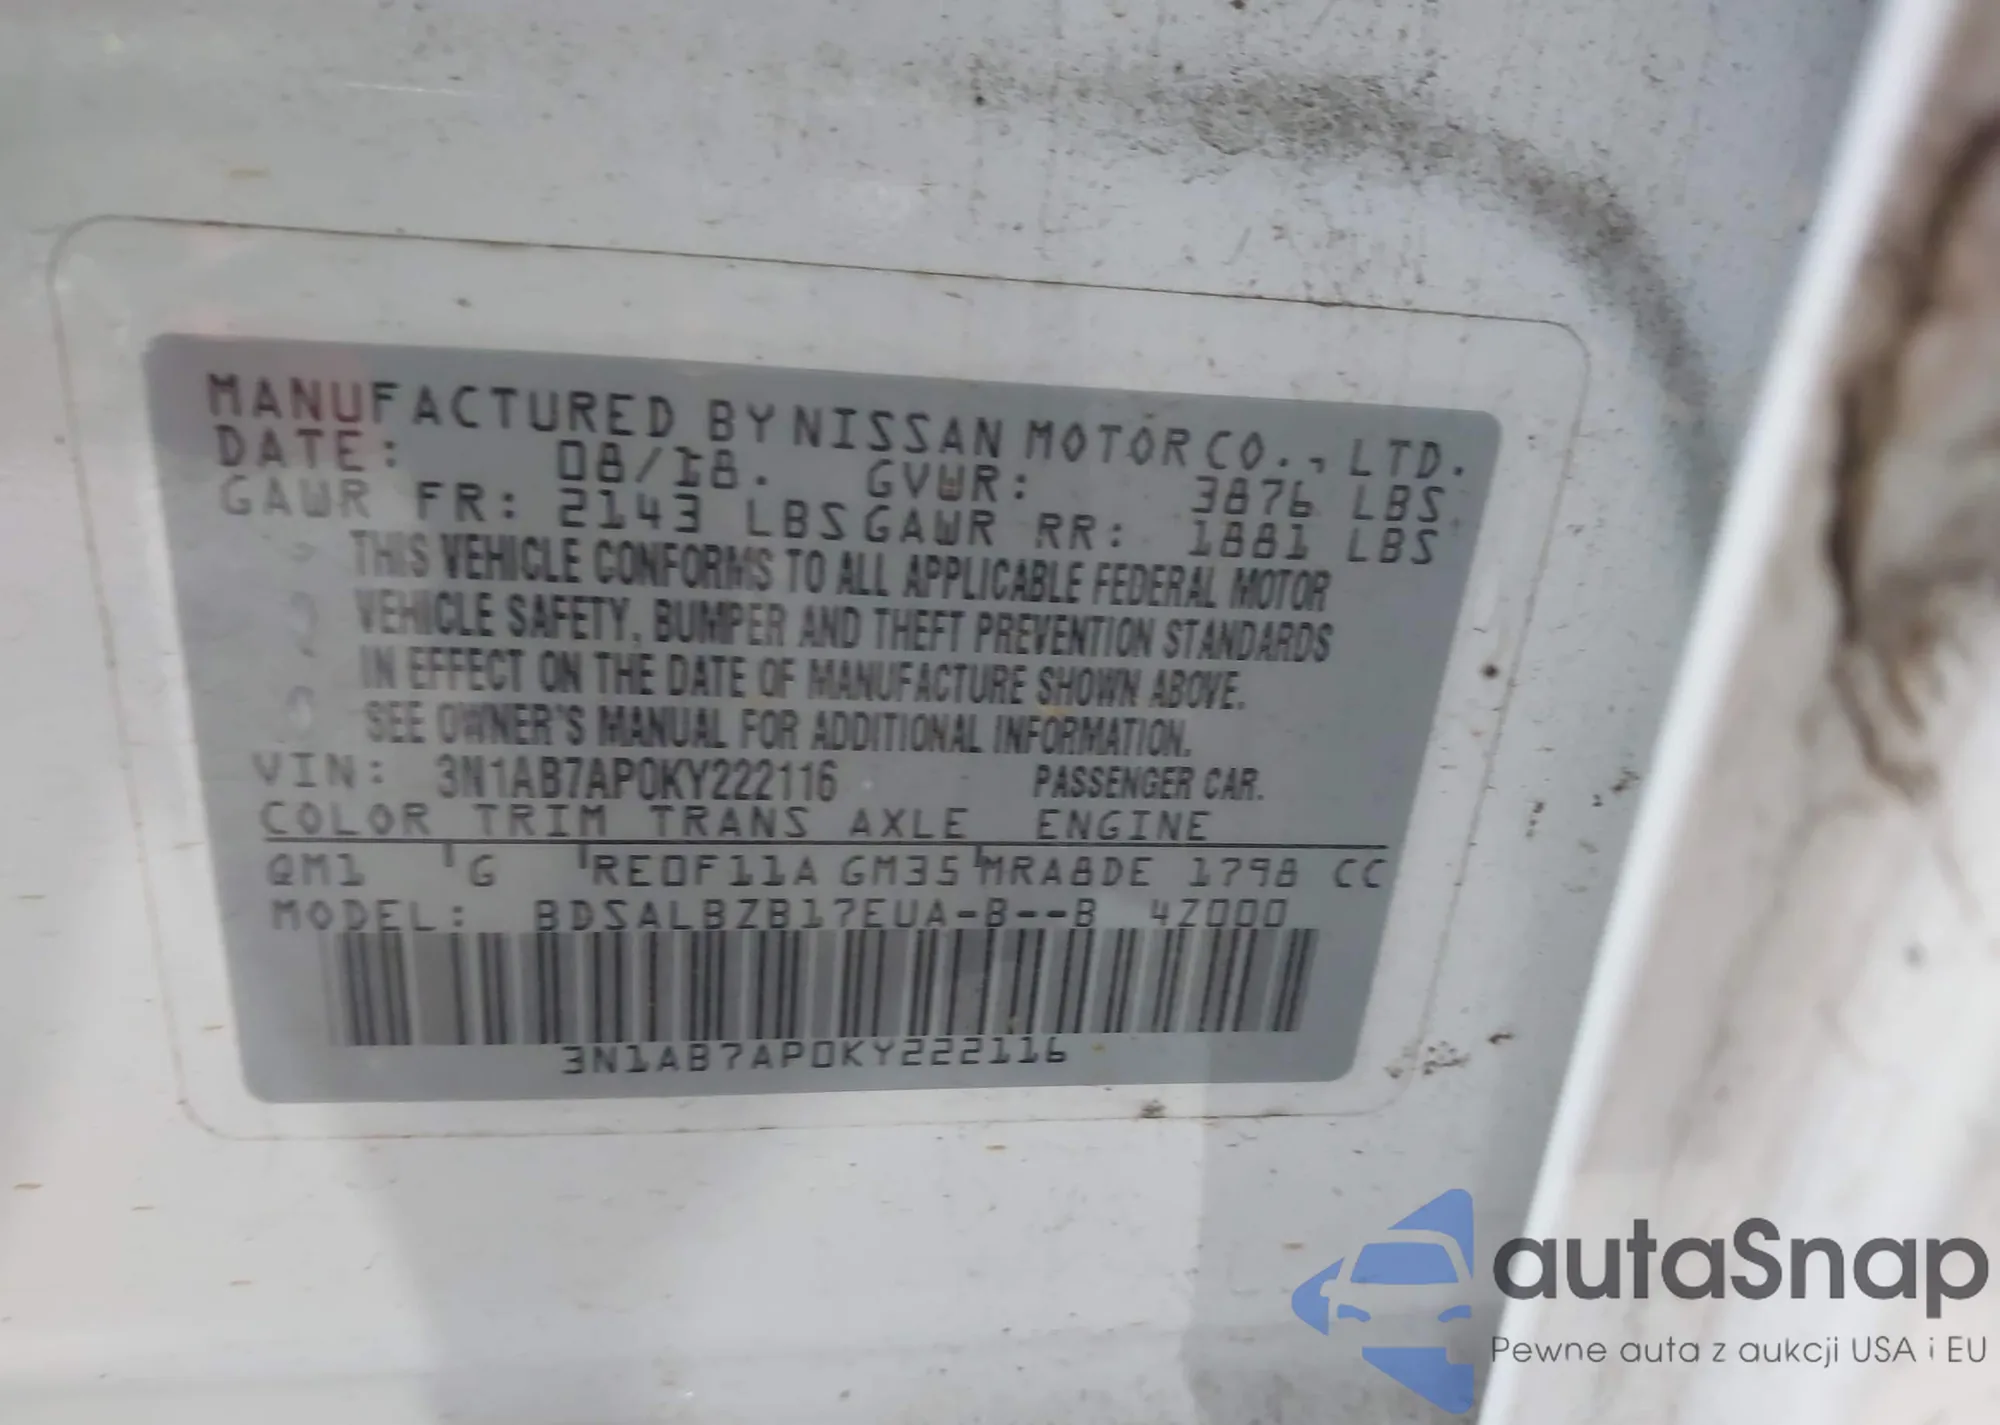 MANUFACTURED BY NISSAN MOTOR CO., LTD.
DATE: 08/18. GVWR: 3876 LBS
GAWR FR: 2143 LBS GAWR RR: 1881 LBS
THIS VEHICLE CONFORMS TO ALL APPLICABLE FEDERAL MOTOR
VEHICLE SAFETY, BUMPER AND THEFT PREVENTION STANDARDS
IN EFFECT ON THE DATE OF MANUFACTURE SHOWN ABOVE.
SEE OWNER'S MANUAL FOR ADDITIONAL INFORMATION.
VIN: 3N1AB7AP0KY222116 PASSENGER CAR.
COLOR TRIM TRANS AXLE ENGINE
QM1 G RE0F11A GM35 MRA8DE 1798 CC
MODEL: BDSALBZB17EUA-B--B 4Z000
3N1AB7AP0KY222116
autaSnap
Pewne auta z aukcji USA i EU